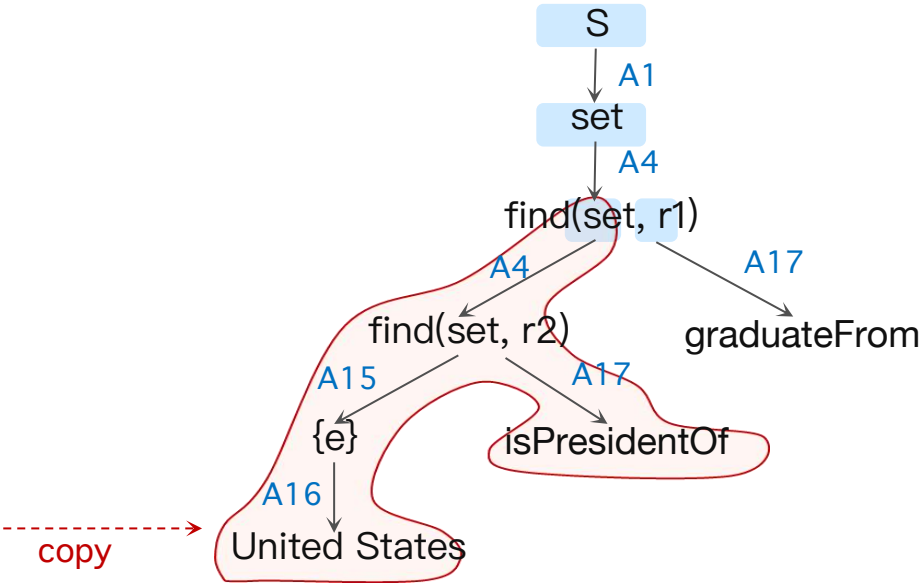 S
A1
set
A4
find(set, r1)
A4
A17
find(set, r2)
graduateFrom
A15
A17
{e}
isPresidentOf
A16
United States
copy